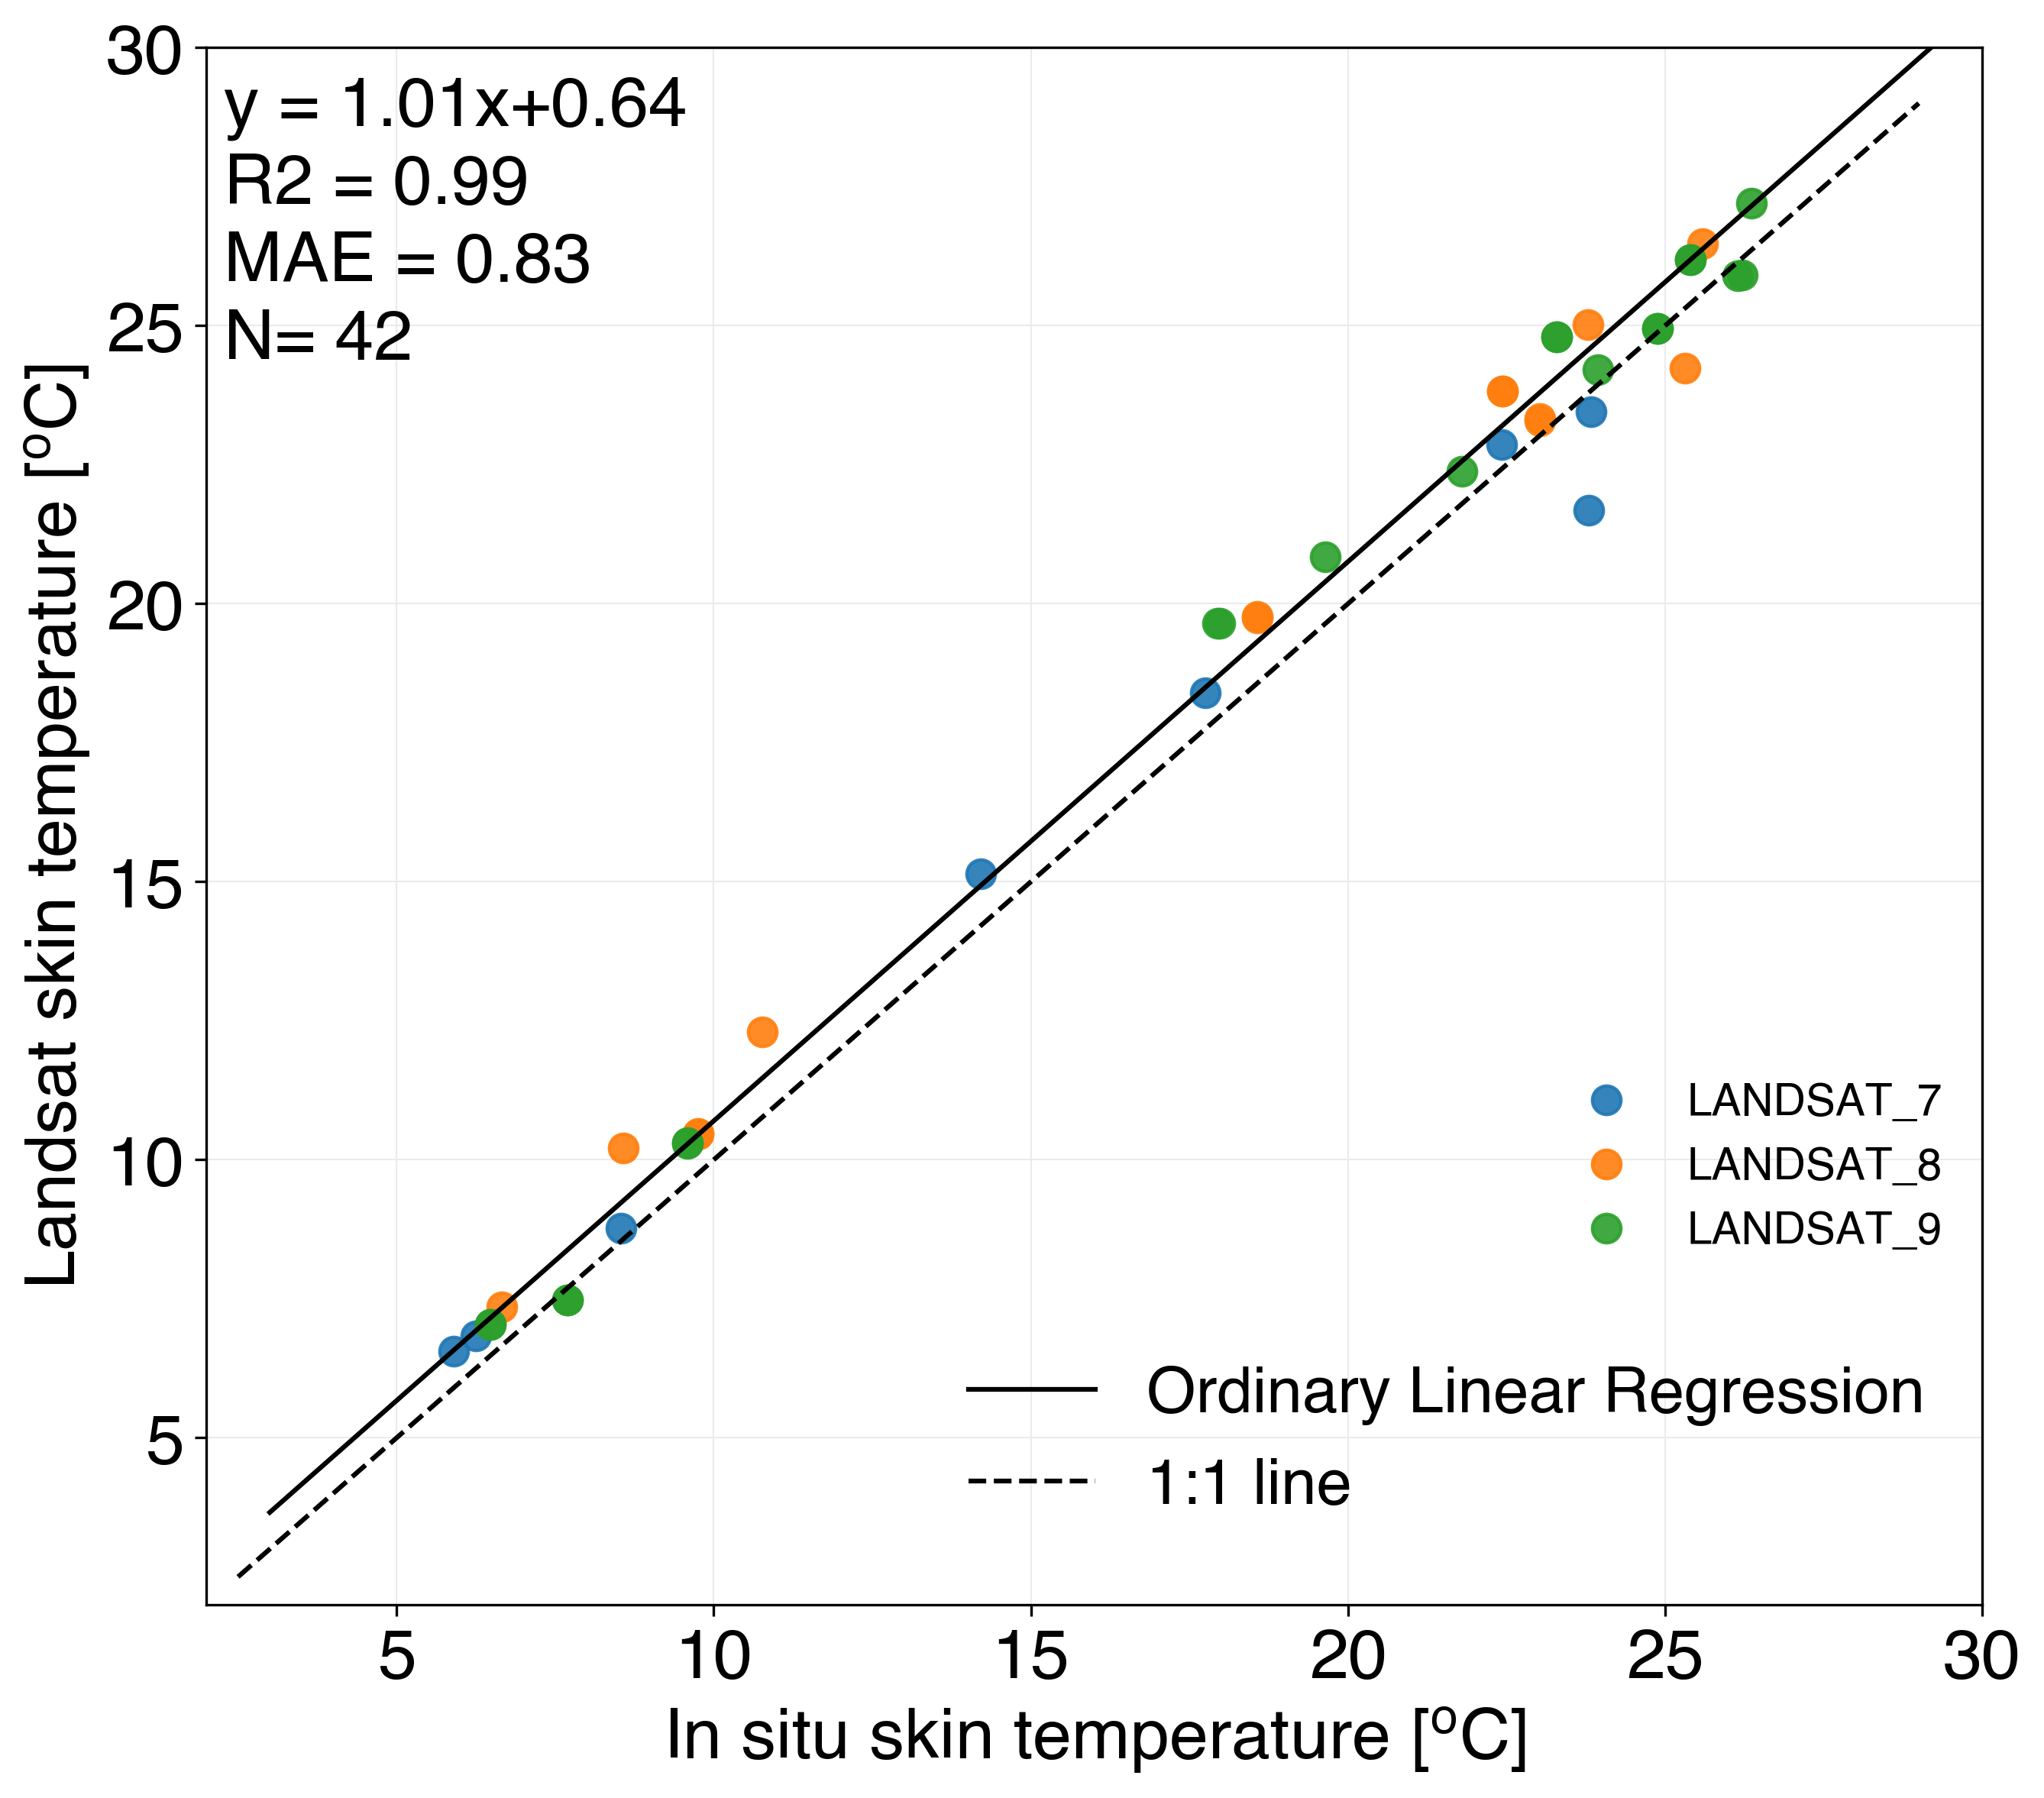 y = 1.01x+0.64
R2 = 0.99
MAE = 0.83
N= 42
30
25
20
15
10
5
Landsat skin temperature [°C]
LANDSAT_7
LANDSAT_8
LANDSAT_9
Ordinary Linear Regression
1:1 line
5 10 15 20 25 30
In situ skin temperature [°C]